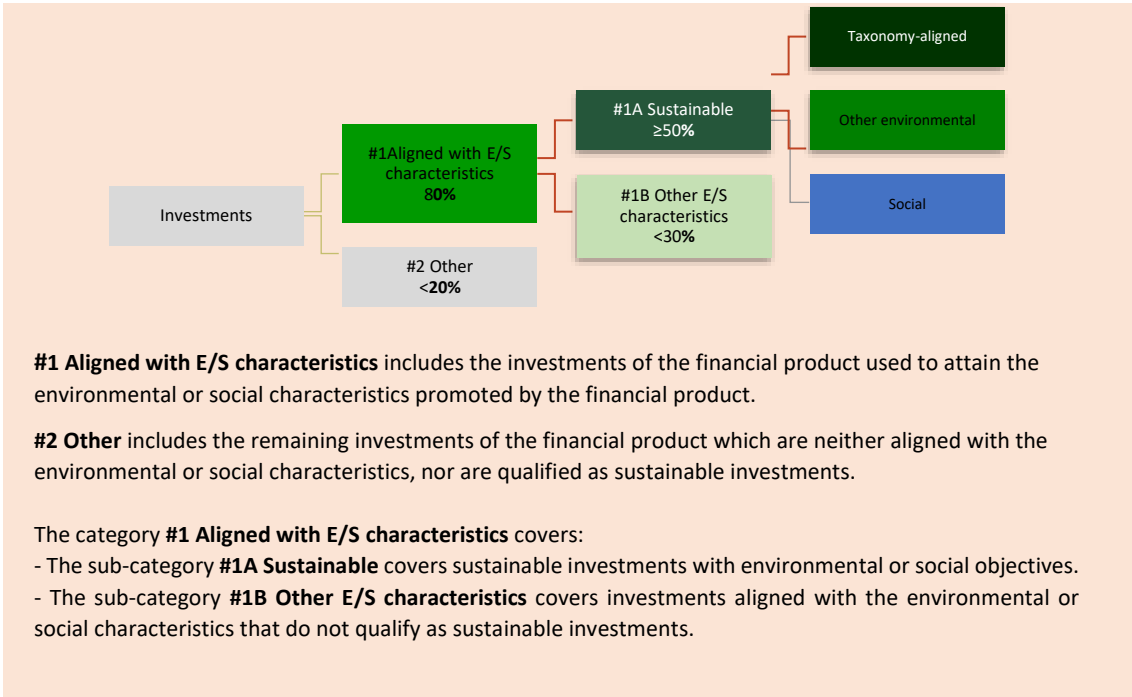 Taxonomy-aligned
#1A Sustainable
≥50%
Other environmental
#1Aligned with E/S
characteristics
80%
#1B Other E/S
characteristics
<30%
Investments
Social
#2 Other
<20%
#1 Aligned with E/S characteristics includes the investments of the financial product used to attain the
environmental or social characteristics promoted by the financial product.
#2 Other includes the remaining investments of the financial product which are neither aligned with the
environmental or social characteristics, nor are qualified as sustainable investments.
The category #1 Aligned with E/S characteristics covers:
- The sub-category #1A Sustainable covers sustainable investments with environmental or social objectives.
- The sub-category #1B Other E/S characteristics covers investments aligned with the environmental or
social characteristics that do not qualify as sustainable investments.